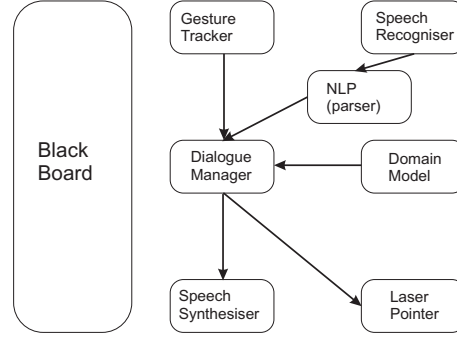 Gesture
Tracker
Speech
Recogniser
NLP
(parser)
Black
Board
Dialogue
Manager
Domain
Model
Speech
Synthesiser
Laser
Pointer